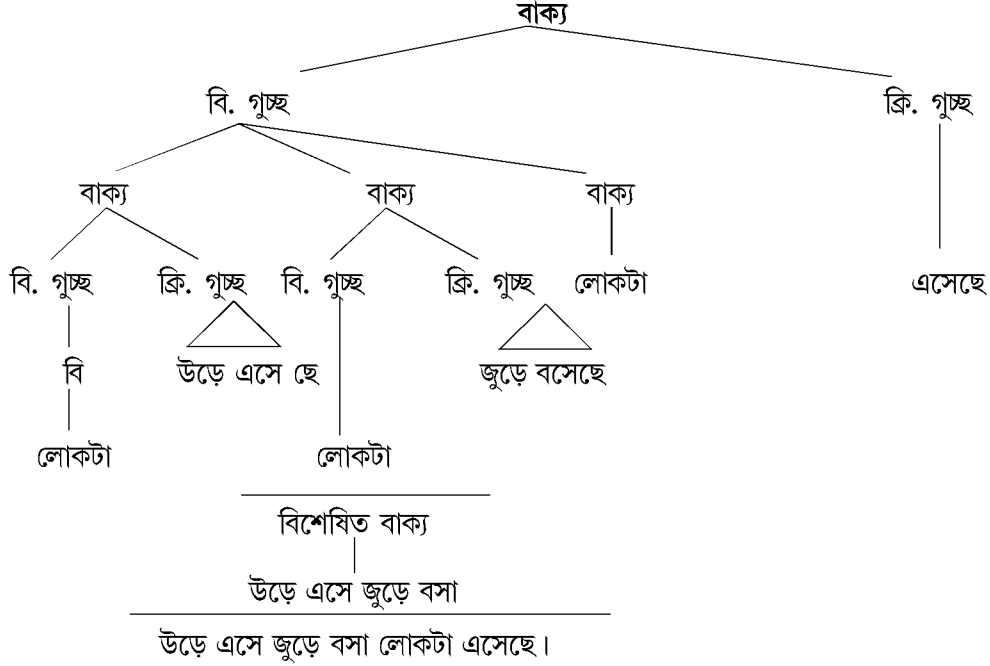 বাক্য
বি. গুচ্ছ ক্রি. গুচ্ছ
বাক্য বাক্য বাক্য
বি. গুচ্ছ ক্রি. গুচ্ছ বি. গুচ্ছ ক্রি. গুচ্ছ লোকটা এসেছে
বি উড়ে এসে ছে জুড়ে বসেছে
লোকটা লোকটা
বিশেষিত বাক্য
উড়ে এসে জুড়ে বসা
উড়ে এসে জুড়ে বসা লোকটা এসেছে।